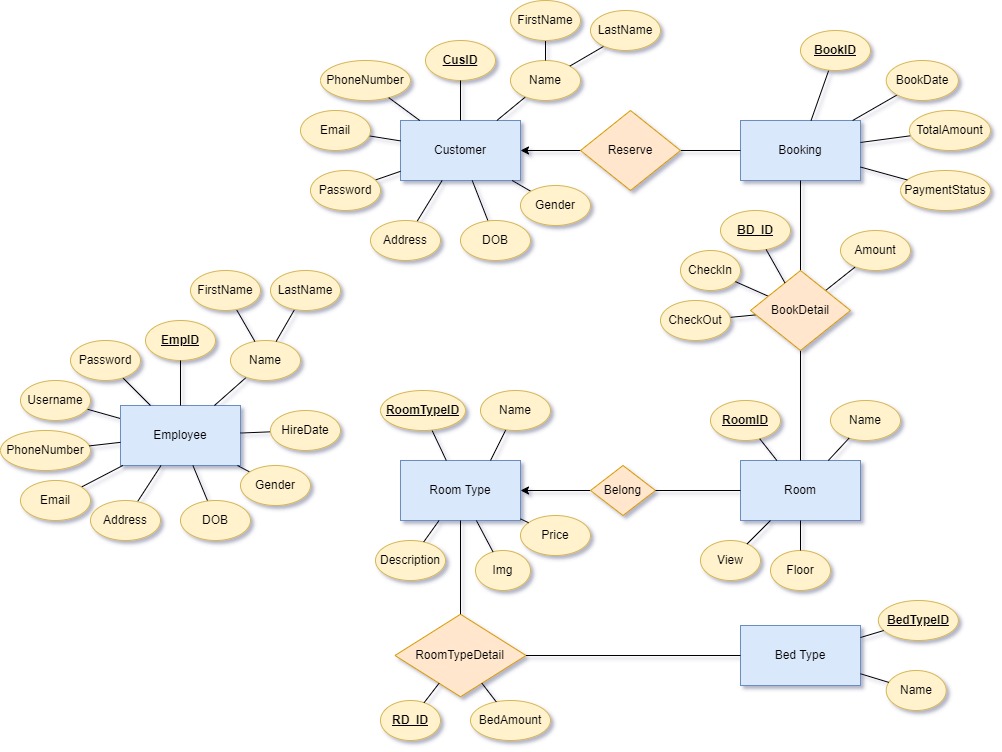 FirstName
LastName
CusID
Name
PhoneNumber
Email
Customer
Password
Address
DOB
Gender
Reserve
BookID
BookDate
TotalAmount
Booking
PaymentStatus
BD_ID
CheckIn
Amount
CheckOut
BookDetail
FirstName
LastName
EmpID
Password
Name
Username
Employee
HireDate
PhoneNumber
Email
Address
DOB
Gender
RoomTypeID
Name
Room Type
Belong
Description
Img
Price
RoomID
Name
Room
View
Floor
RoomTypeDetail
RD_ID
BedAmount
Bed Type
BedTypeID
Name